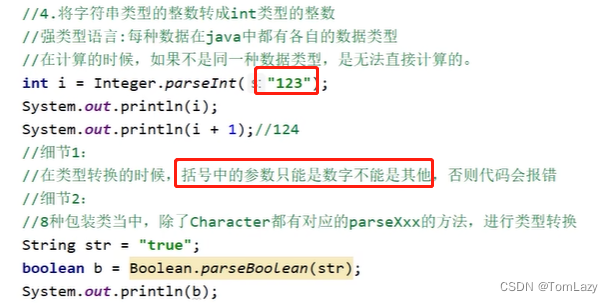 //4.将字符串类型的整数转成int类型的整数
//强类型语言:每种数据在java中都有各自的数据类型
//在计算的时候，如果不是同一种数据类型，是无法直接计算的。
int i = Integer.parseInt( s: "123");
System.out.println(i);
System.out.println(i + 1);//124
//细节1:
//在类型转换的时候，括号中的参数只能是数字不能是其他，否则代码会报错
//细节2:
//8种包装类当中，除了Character都有对应的parseXxx的方法，进行类型转换
String str = "true";
boolean b = Boolean.parseBoolean(str);
System.out.println(b);
CSDN @TomLazy